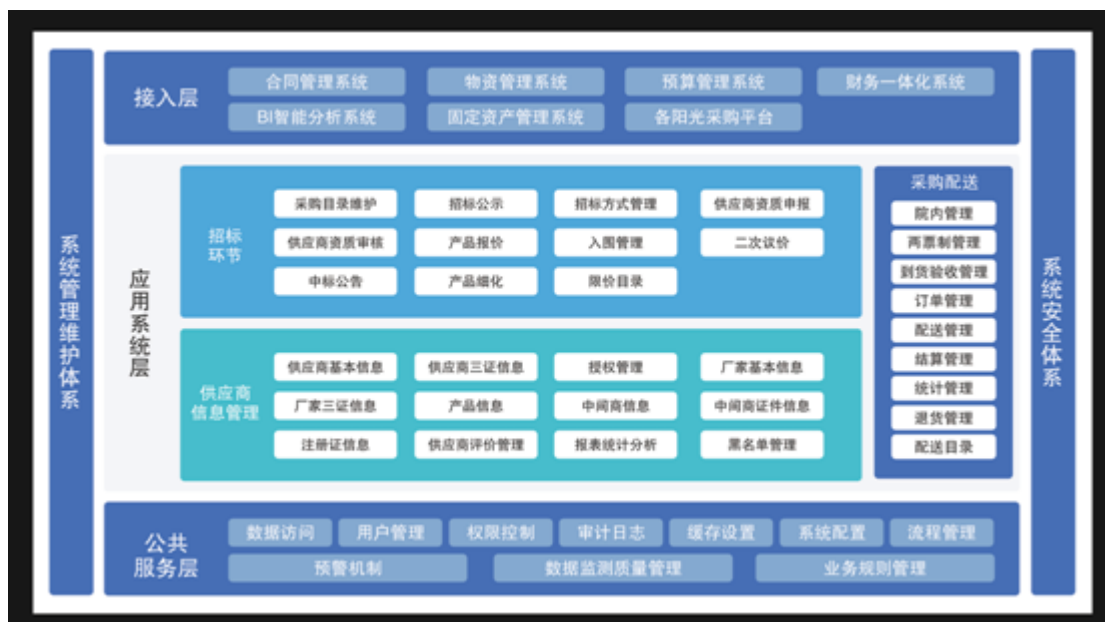 系统管理维护体系
接入层
合同管理系统 物资管理系统 预算管理系统 财务一体化系统
BI智能分析系统 固定资产管理系统 各阳光采购平台
应用系统层
招标
环节
采购目录维护 招标公示 招标方式管理 供应商资质申报
供应商资质审核 产品报价 入围管理 二次议价
中标公告 产品细化 限价目录
供应商
信息管理
供应商基本信息 供应商三证信息 授权管理 厂家基本信息
厂家三证信息 产品信息 中间商信息 中间商证件信息
注册证信息 供应商评价管理 报表统计分析 黑名单管理
采购配送
院内管理
两票制管理
到货验收管理
订单管理
配送管理
结算管理
统计管理
退货管理
配送目录
公共
服务层
数据访问 用户管理 权限控制 审计日志 缓存设置 系统配置 流程管理
预警机制 数据监测质量管理 业务规则管理
系统安全体系